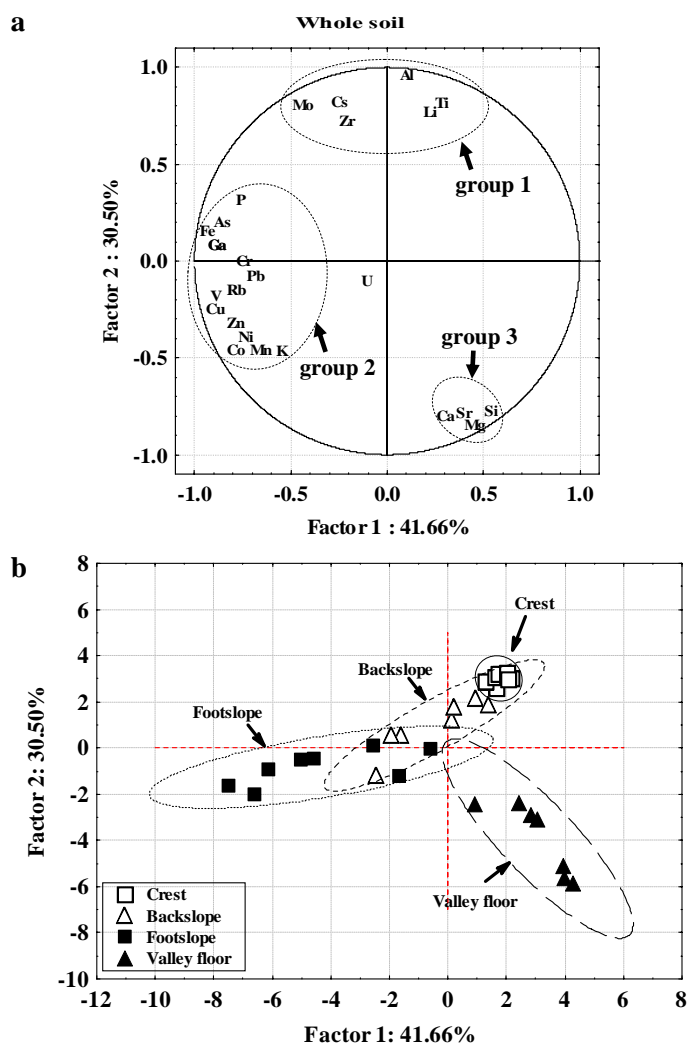 a
Whole soil
1.0
0.5
0.0
-0.5
-1.0
Factor 2 : 30.50%
Mo
Cs
Zr
Al
Ti
Li
group 1
P
As
Fe
Ga
Cr
Pb
U
Rb
V
Cu
Zn
Ni
Co
Mn
K
group 2
group 3
Ca
Sr
Si
Mg
-1.0 -0.5 0.0 0.5 1.0
Factor 1 : 41.66%
b
8
6
4
2
0
-2
-4
-6
-8
-10
Factor 2: 30.50%
Crest
Backslope
Footslope
Valley floor
Crest
Backslope
Footslope
Valley floor
-12 -10 -8 -6 -4 -2 0 2 4 6 8
Factor 1: 41.66%